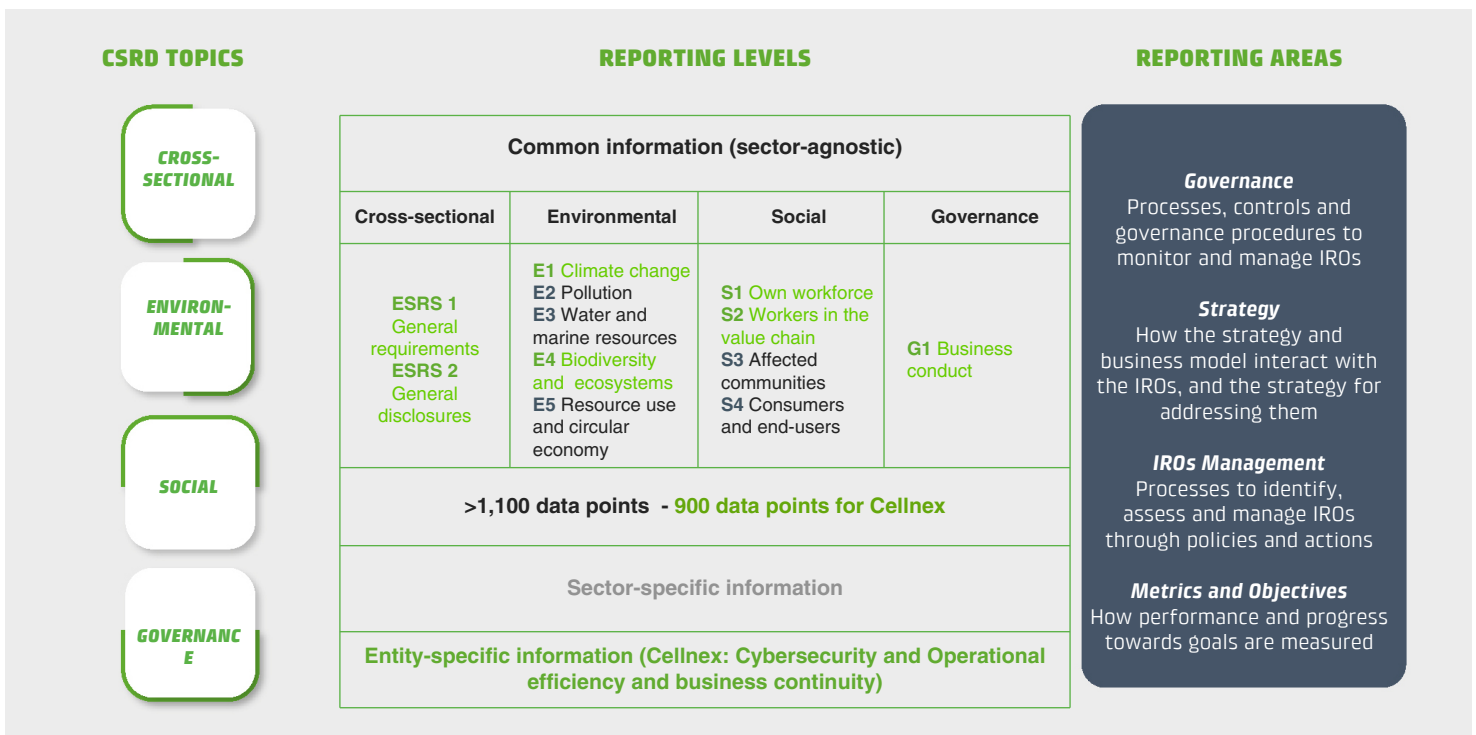 CSRD TOPICS
REPORTING LEVELS
REPORTING AREAS
CROSS-
SECTIONAL
ENVIRON-
MENTAL
SOCIAL
GOVERNANC
E
Common information (sector-agnostic)
Cross-sectional
Environmental
Social
Governance
ESRS 1
General
requirements
ESRS 2
General
disclosures
E1 Climate change
E2 Pollution
E3 Water and
marine resources
E4 Biodiversity
and ecosystems
E5 Resource use
and circular
economy
S1 Own workforce
S2 Workers in the
value chain
S3 Affected
communities
S4 Consumers
and end-users
G1 Business
conduct
>1,100 data points - 900 data points for Cellnex
Sector-specific information
Entity-specific information (Cellnex: Cybersecurity and Operational
efficiency and business continuity)
Governance
Processes, controls and
governance procedures to
monitor and manage IROs
Strategy
How the strategy and
business model interact with
the IROs, and the strategy for
addressing them
IROs Management
Processes to identify,
assess and manage IROs
through policies and actions
Metrics and Objectives
How performance and progress
towards goals are measured